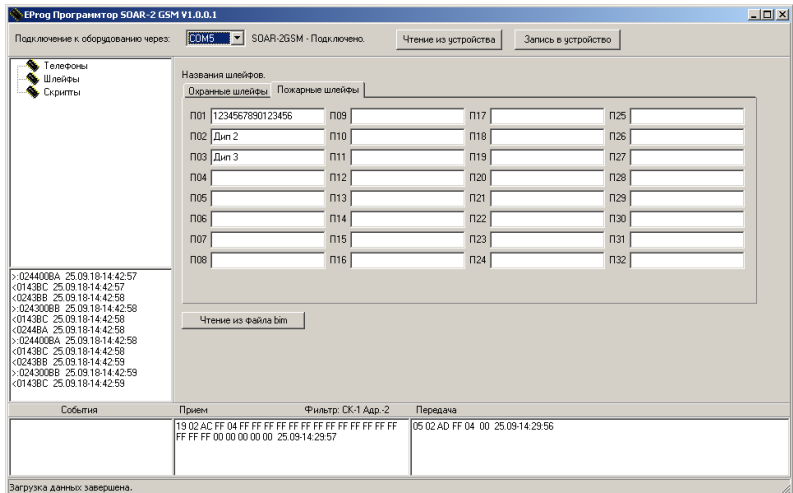 EProg Програмитор SOAR-2 GSM V1.0.0.1
Подключение к оборудованию через: COM5 SOAR-2GSM - Подключено. Чтение из устройства Запись в устройство
Телефоны
Шлейфы
Скрипты
Названия шлейфов.
Охранные шлейфы Пожарные шлейфы
П01 1234567890123456 П09 П17 П25
П02 Дип 2 П10 П18 П26
П03 Дип 3 П11 П19 П27
П04 П12 П20 П28
П05 П13 П21 П29
П06 П14 П22 П30
П07 П15 П23 П31
П08 П16 П24 П32
Чтение из файла bim
>:024400BA 25.09.18-14:42:57
<0143BC 25.09.18-14:42:57
<0243BB 25.09.18-14:42:58
>:024300BB 25.09.18-14:42:58
<0143BC 25.09.18-14:42:58
<0244BA 25.09.18-14:42:58
>:024400BA 25.09.18-14:42:58
<0143BC 25.09.18-14:42:58
<0243BB 25.09.18-14:42:59
>:024300BB 25.09.18-14:42:59
<0143BC 25.09.18-14:42:59
События Прием Фильтр: СК-1 Адр.-2 Передача
19 02 AC FF 04 FF FF FF FF FF FF FF FF FF FF FF FF FF
FF FF FF 00 00 00 00 00 25.09-14:29:57
05 02 AD FF 04 00 25.09-14:29:56
Загрузка данных завершена.